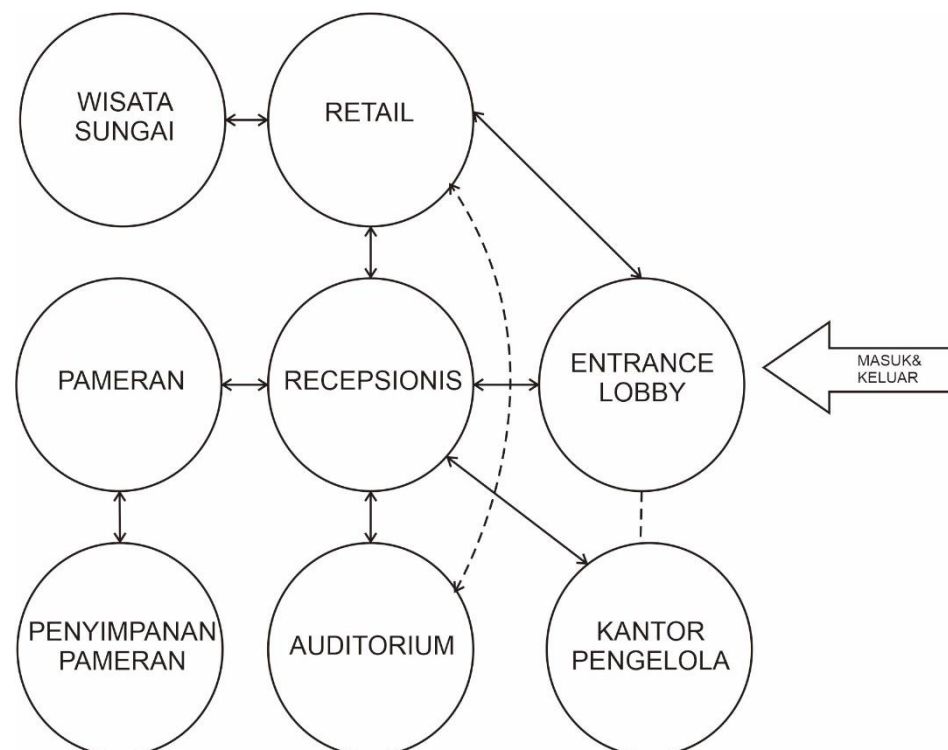 WISATA
SUNGAI
RETAIL
PAMERAN
RECEPSIONIS
ENTRANCE
LOBBY
MASUK&
KELUAR
PENYIMPANAN
PAMERAN
AUDITORIUM
KANTOR
PENGELOLA